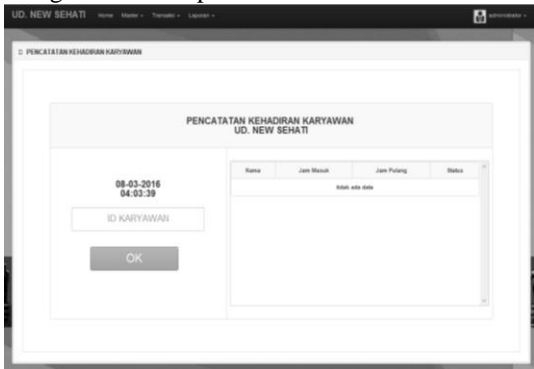 UD. NEW SEHATI Home Master Transaksi Laporan administrator
PENCATATAN KEHADIRAN KARYAWAN
PENCATATAN KEHADIRAN KARYAWAN
UD. NEW SEHATI
08-03-2016
04:03:39
ID KARYAWAN
OK
Nama Jam Masuk Jam Pulang Status
tidak ada data